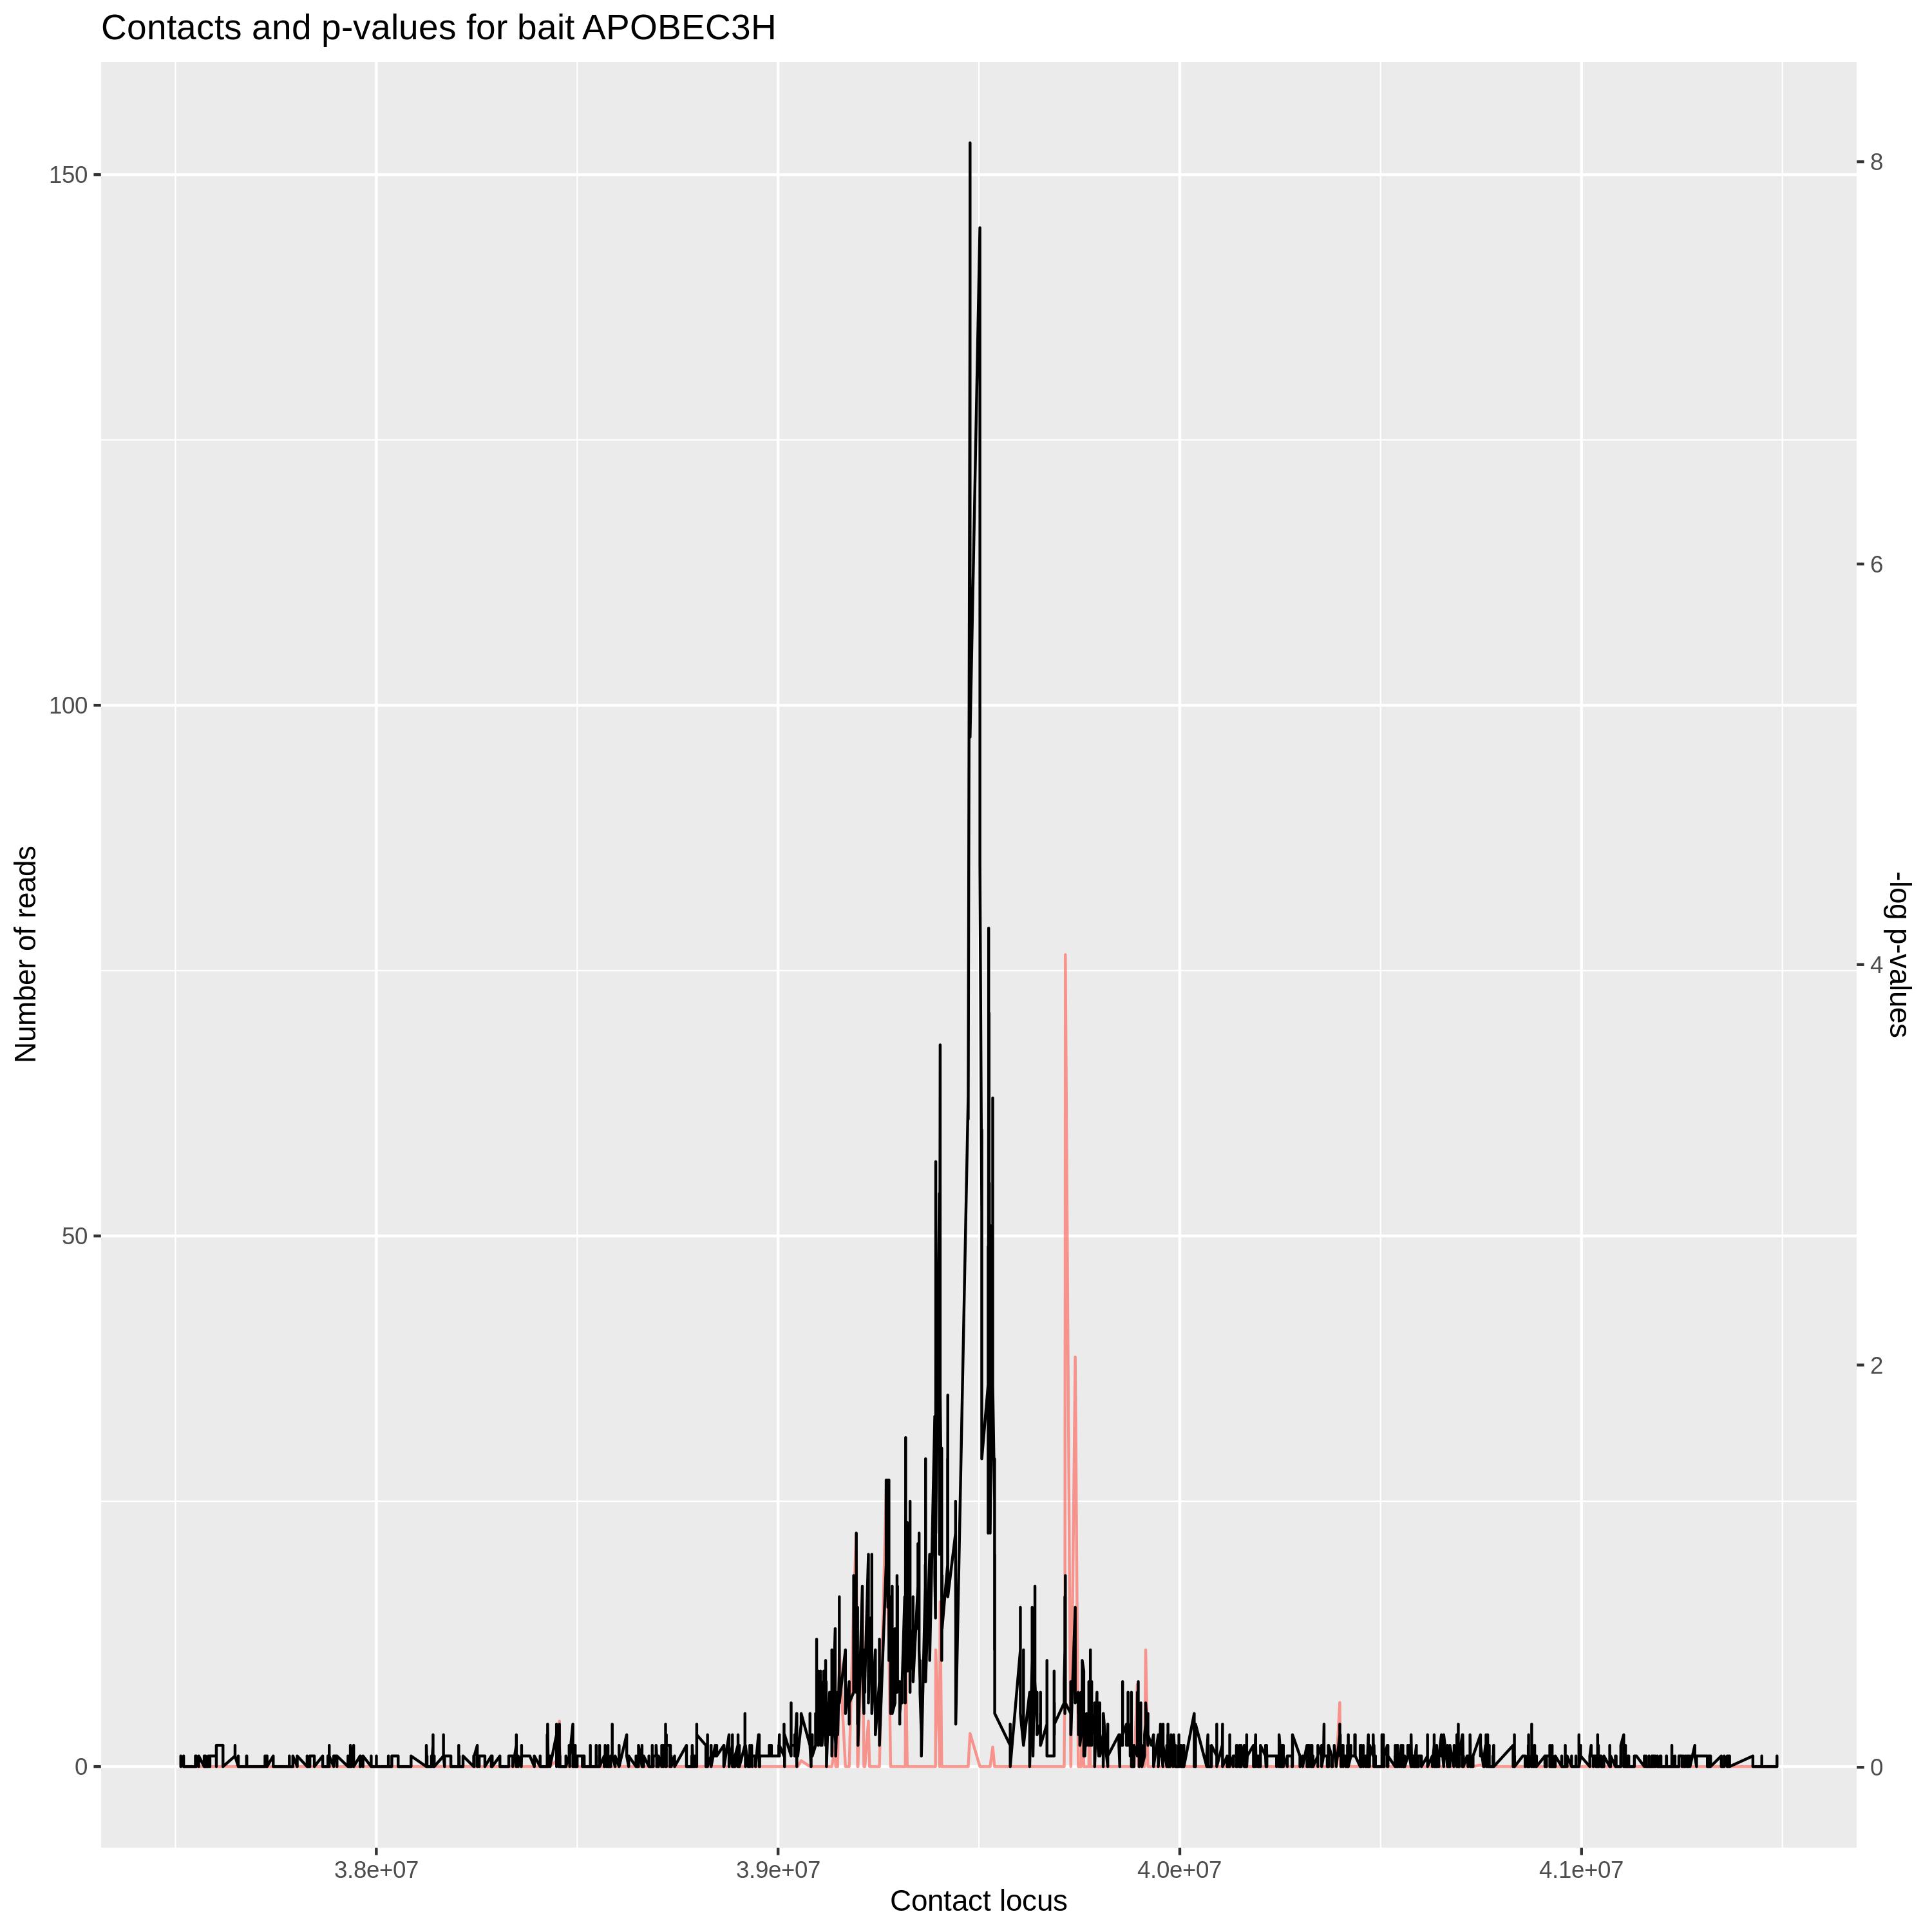 Contacts and p-values for bait APOBEC3H
150
100
50
0
8
6
4
2
0
Number of reads
-log p-values
3.8e+07
3.9e+07
4.0e+07
4.1e+07
Contact locus